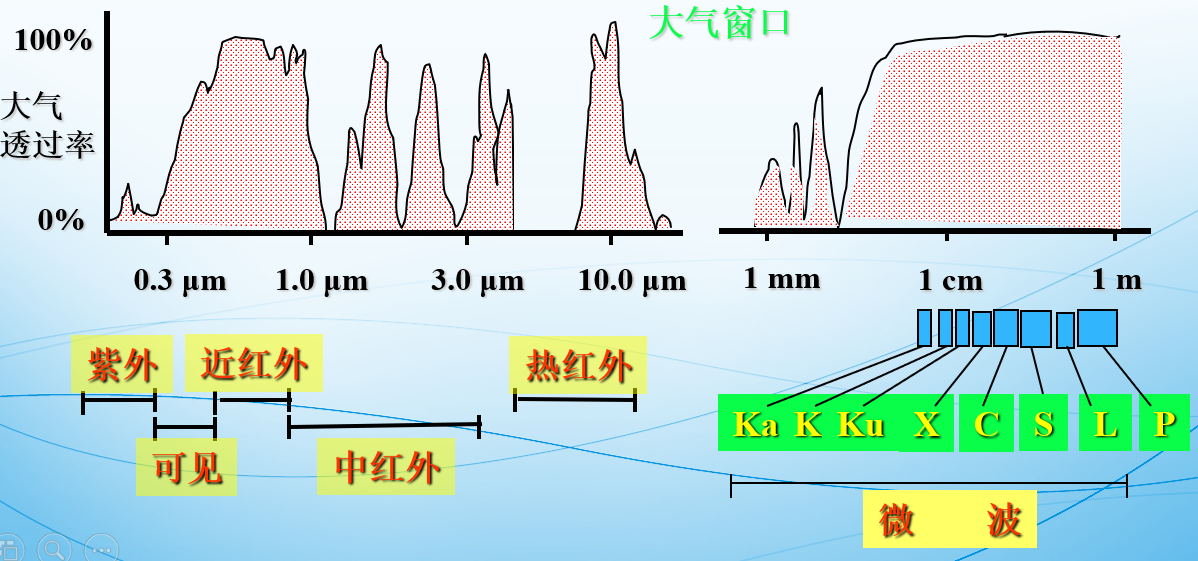 大气窗口
100%
大气
透过率
0%
0.3 μm 1.0 μm 3.0 μm 10.0 μm 1 mm 1 cm 1 m
紫外 近红外 热红外
Ka K Ku X C S L P
可见 中红外
微 波